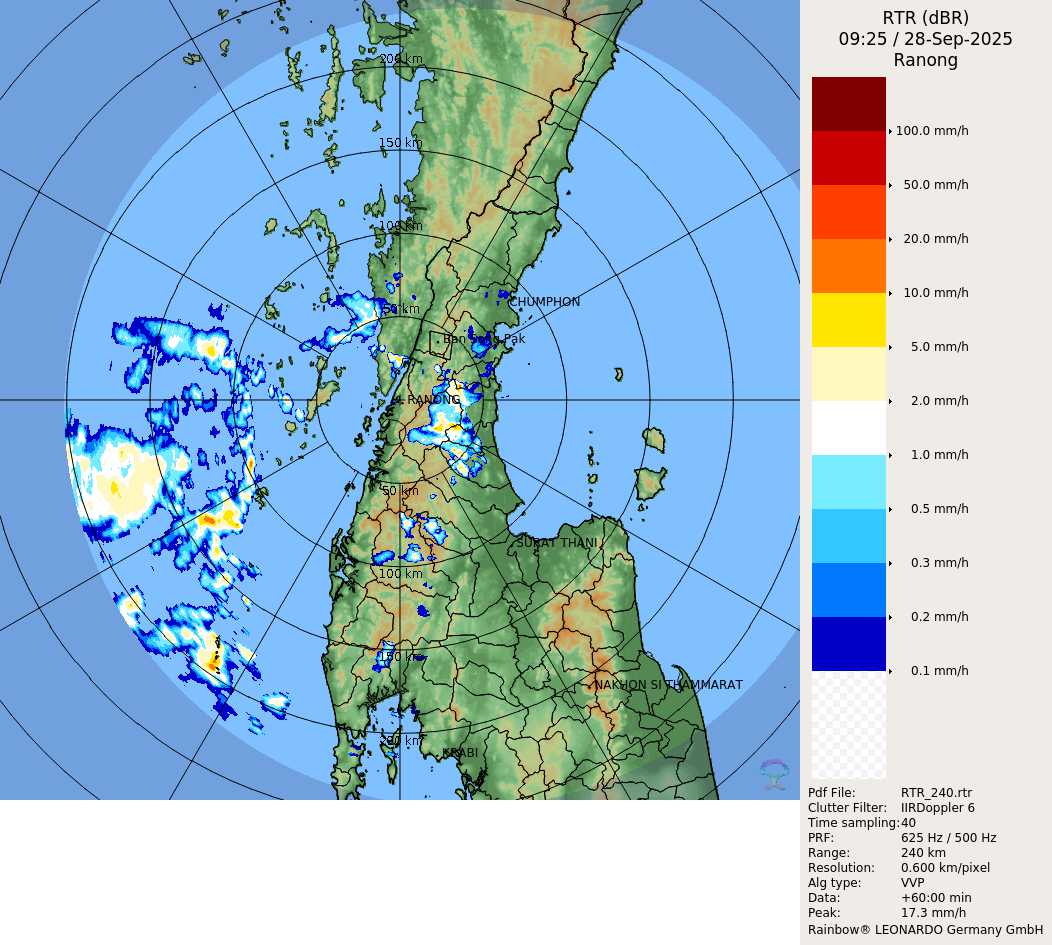 RTR (dBR)
09:25 / 28-Sep-2025
Ranong
200 km
150 km
100 km
50 km
CHUMPHON
RANONG
50 km
SURAT THANI
100 km
150 km
NAKHON SI THAMMARAT
200 km
KRABI
100.0 mm/h
50.0 mm/h
20.0 mm/h
10.0 mm/h
5.0 mm/h
2.0 mm/h
1.0 mm/h
0.5 mm/h
0.3 mm/h
0.2 mm/h
0.1 mm/h
Pdf File: RTR_240.rtr
Clutter Filter: IIRDoppler 6
Time sampling: 40
PRF: 625 Hz / 500 Hz
Range: 240 km
Resolution: 0.600 km/pixel
Alg type: VVP
Data: +60:00 min
Peak: 17.3 mm/h
Rainbow® LEONARDO Germany GmbH